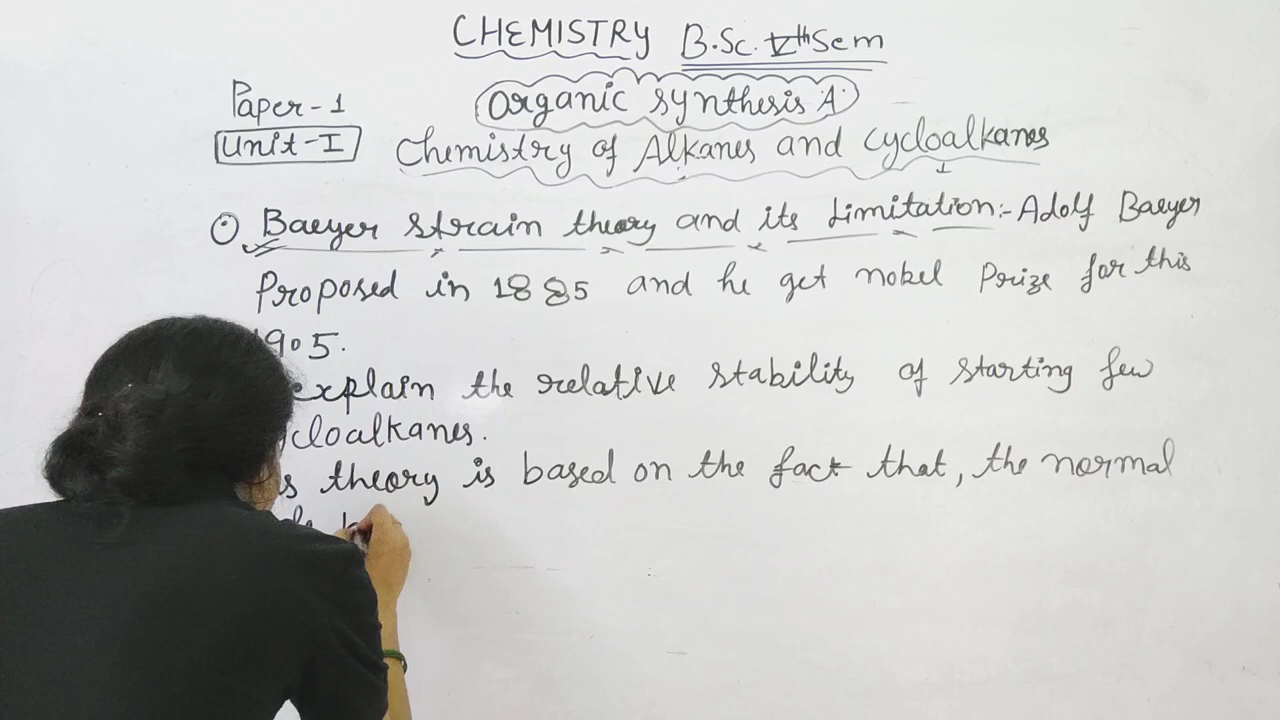 CHEMISTRY B.Sc. Vth Sem
Paper-1
Organic synthesis A
Unit-I
Chemistry of Alkanes and Cycloalkanes
Baeyer strain theory and its Limitation:- Adolf Baeyer
Proposed in 1885 and he get nobel Prize for this
1905.
explain the relative stability of starting few
cloalkanes.
s theory is based on the fact that, the normal